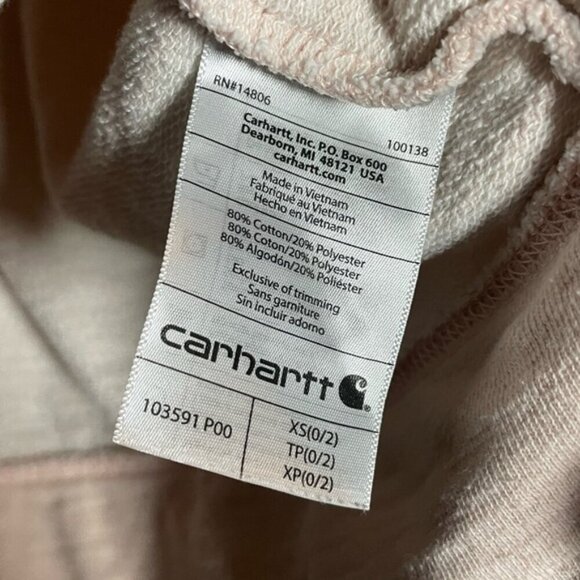 RN#14806
100138
Carhartt, Inc. P.O. Box 600
Dearborn, MI 48121 USA
carhartt.com
Made in Vietnam
Fabriqué au Vietnam
Hecho en Vietnam
80% Cotton/20% Polyester
80% Coton/20% Polyester
80% Algodón/20% Poliéster
Exclusive of trimming
Sans garniture
Sin incluir adorno
carhartt
103591 P00
XS(0/2)
TP(0/2)
XP(0/2)